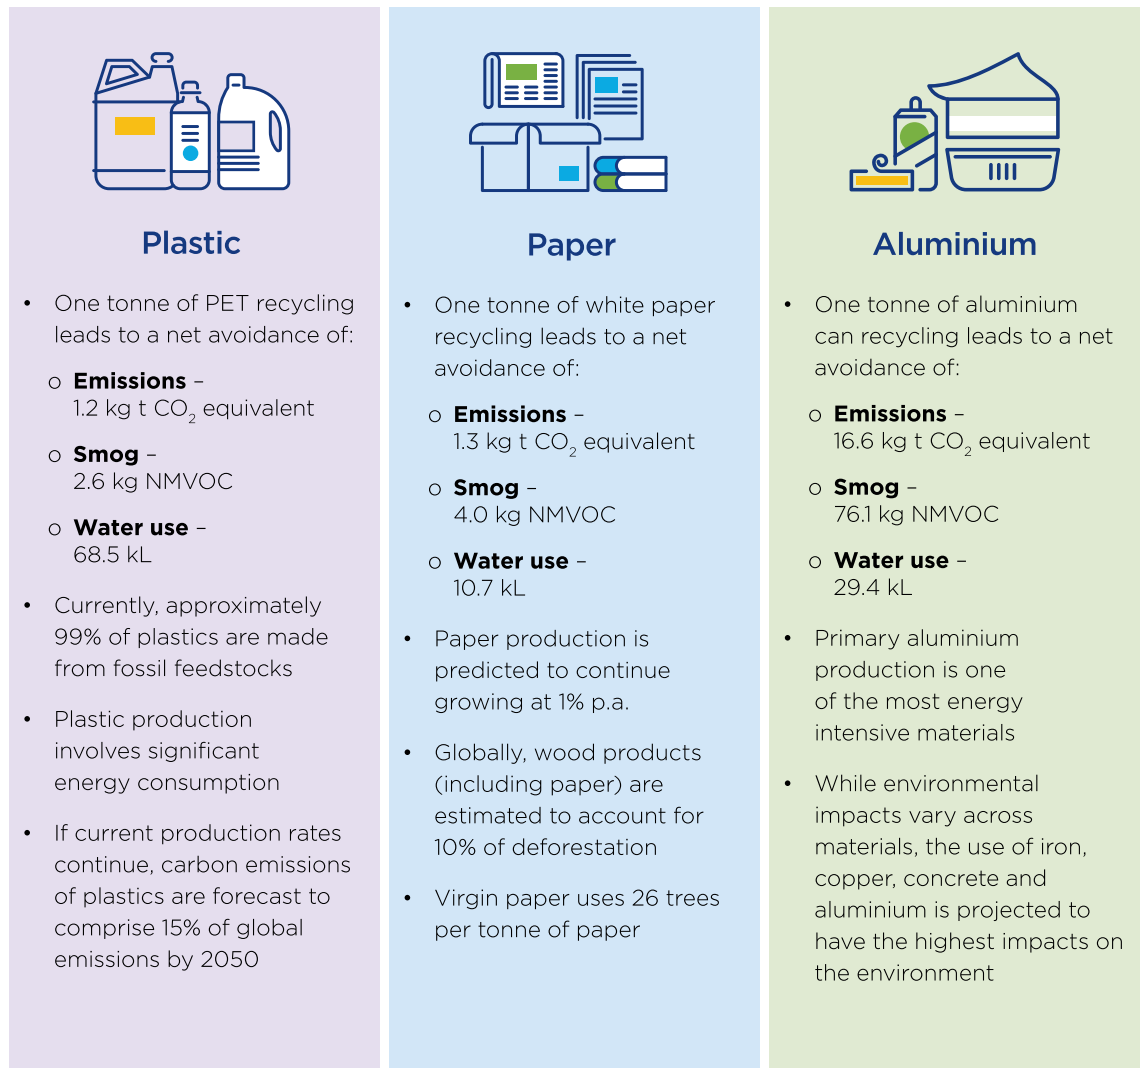 Plastic
• One tonne of PET recycling
leads to a net avoidance of:
o Emissions –
1.2 kg t CO₂ equivalent
o Smog –
2.6 kg NMVOC
o Water use –
68.5 kL
• Currently, approximately
99% of plastics are made
from fossil feedstocks
• Plastic production
involves significant
energy consumption
• If current production rates
continue, carbon emissions
of plastics are forecast to
comprise 15% of global
emissions by 2050
Paper
• One tonne of white paper
recycling leads to a net
avoidance of:
o Emissions –
1.3 kg t CO₂ equivalent
o Smog –
4.0 kg NMVOC
o Water use –
10.7 kL
• Paper production is
predicted to continue
growing at 1% p.a.
• Globally, wood products
(including paper) are
estimated to account for
10% of deforestation
• Virgin paper uses 26 trees
per tonne of paper
Aluminium
• One tonne of aluminium
can recycling leads to a net
avoidance of:
o Emissions –
16.6 kg t CO₂ equivalent
o Smog –
76.1 kg NMVOC
o Water use –
29.4 kL
• Primary aluminium
production is one
of the most energy
intensive materials
• While environmental
impacts vary across
materials, the use of iron,
copper, concrete and
aluminium is projected to
have the highest impacts on
the environment